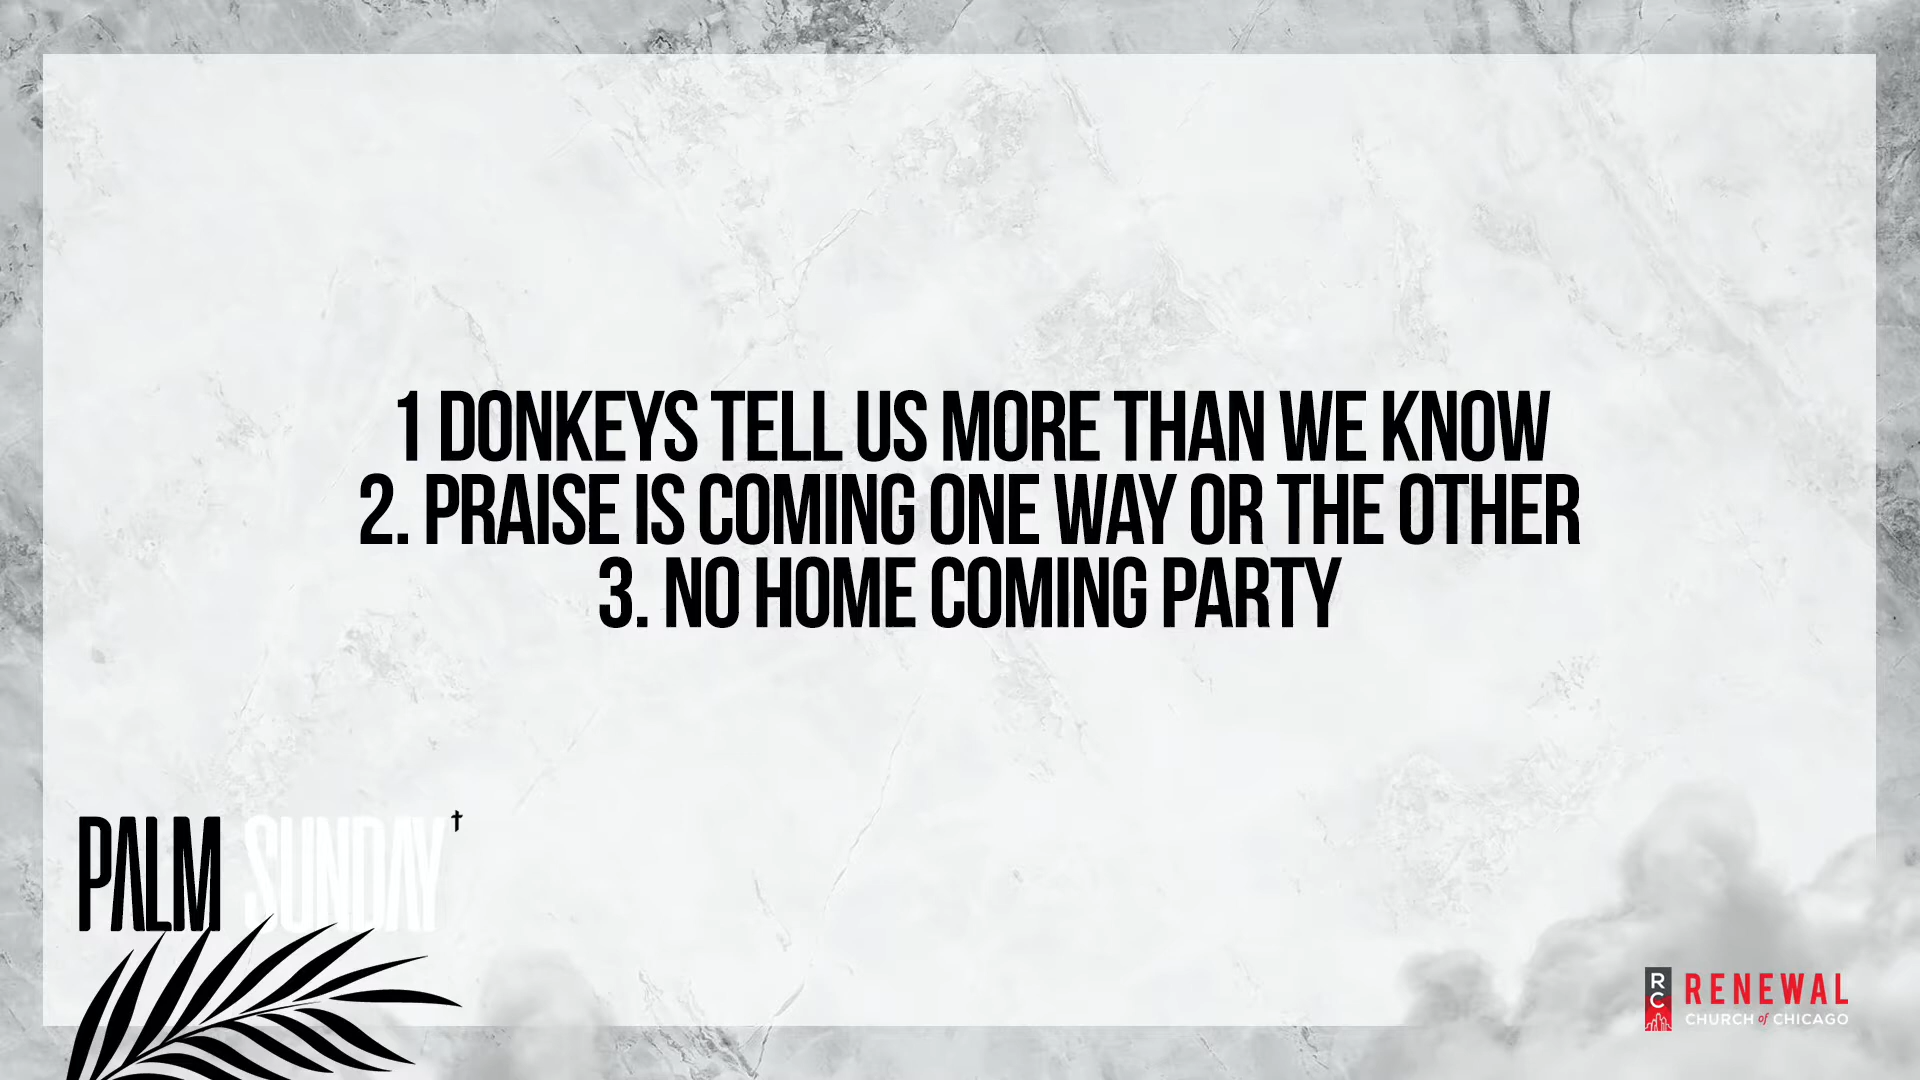 1 DONKEYS TELL US MORE THAN WE KNOW
2. PRAISE IS COMING ONE WAY OR THE OTHER
3. NO HOME COMING PARTY
PALM SUNDAY
RC RENEWAL
CHURCH of CHICAGO